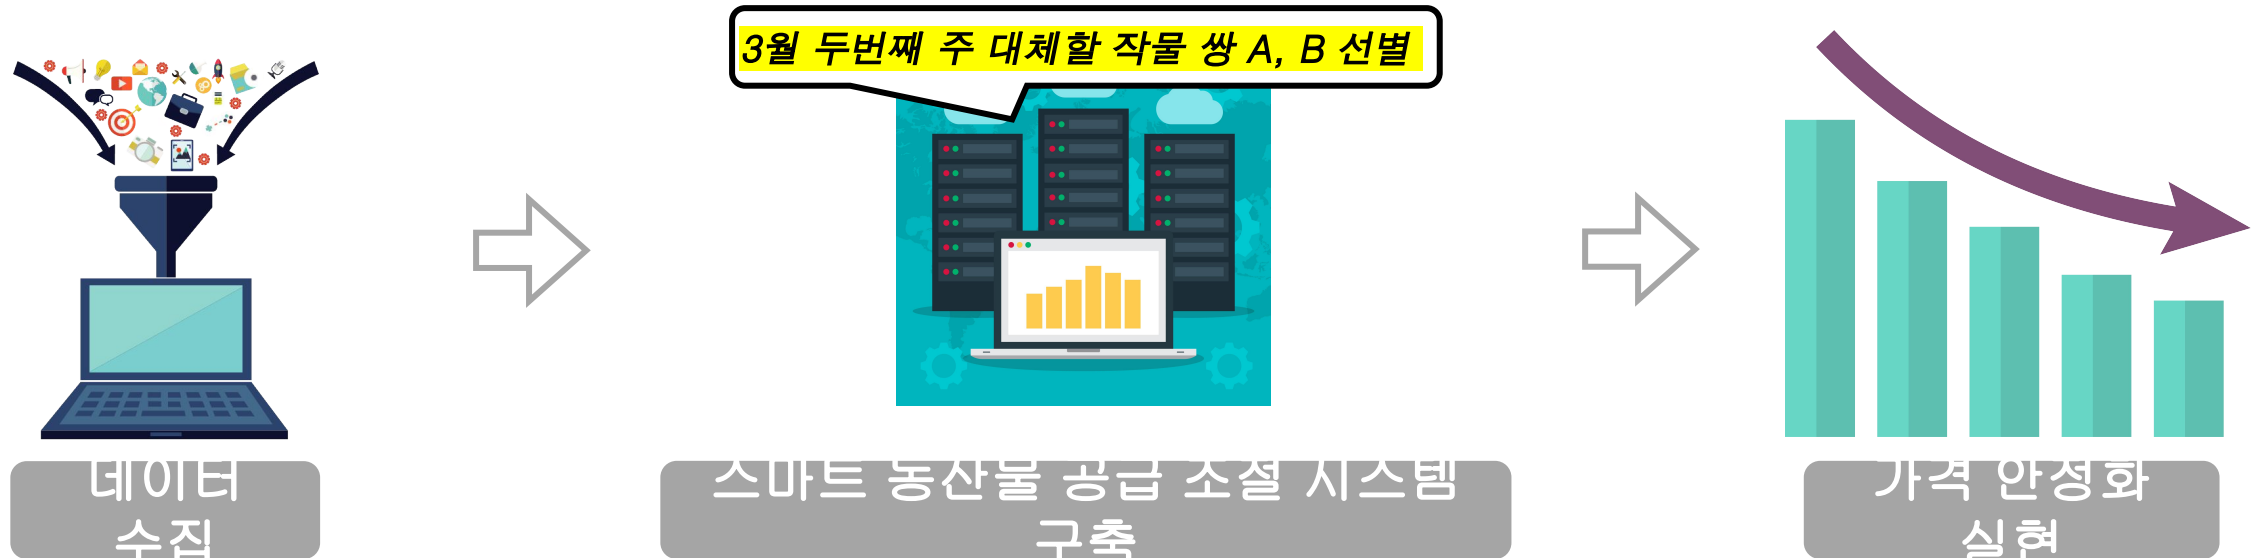 3월 두번째 주 대체할 작물 쌍 A, B 선별
데이터
수집
스마트 농산물 공급 조절 시스템
구축
가격 안정화
실현